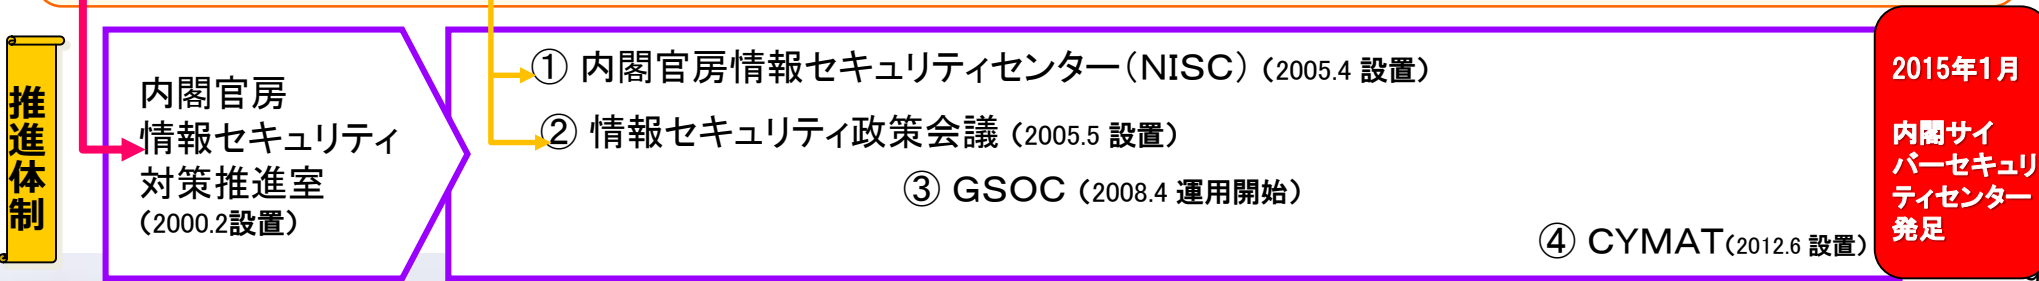 推進体制
内閣官房
情報セキュリティ
対策推進室
（2000.2設置）
① 内閣官房情報セキュリティセンター（NISC）（2005.4 設置）
② 情報セキュリティ政策会議（2005.5 設置）
③ GSOC（2008.4 運用開始）
④ CYMAT（2012.6 設置）
2015年1月
内閣サイ
バーセキュリ
ティセンター
発足